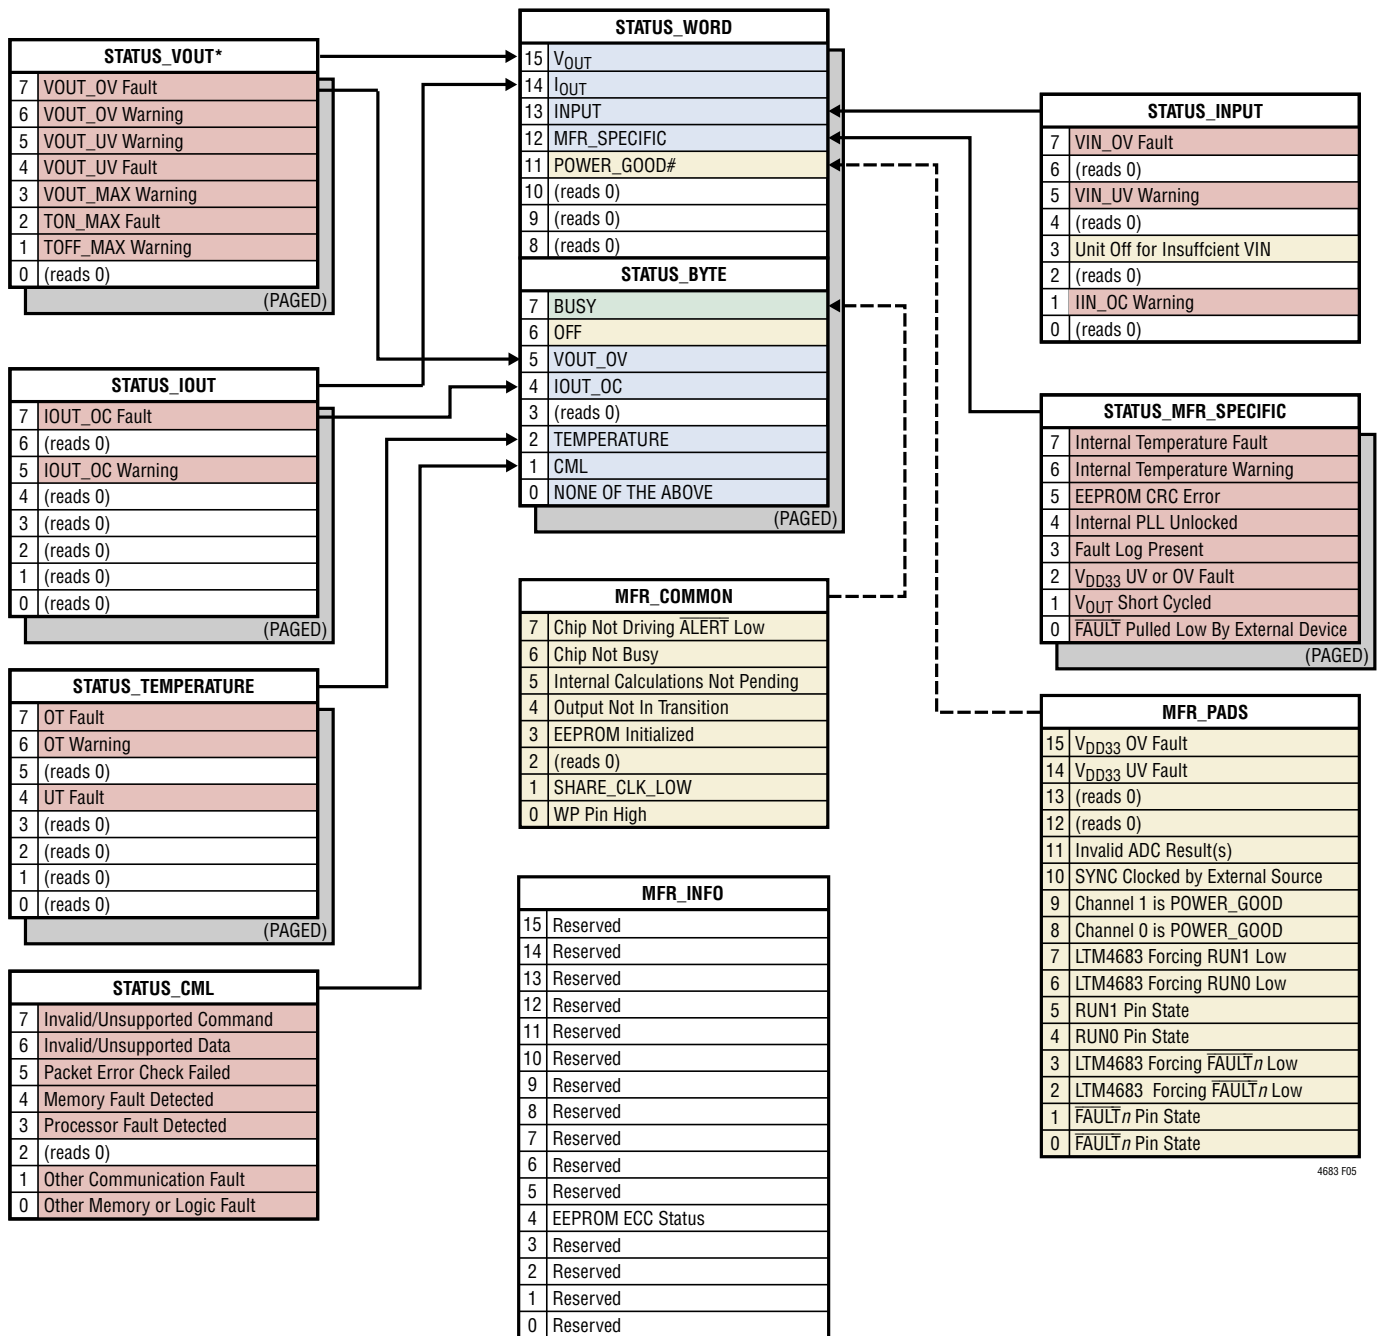 STATUS_VOUT*
7 VOUT_OV Fault
6 VOUT_OV Warning
5 VOUT_UV Warning
4 VOUT_UV Fault
3 VOUT_MAX Warning
2 TON_MAX Fault
1 TOFF_MAX Warning
0 (reads 0)
(PAGED)
STATUS_IOUT
7 IOUT_OC Fault
6 (reads 0)
5 IOUT_OC Warning
4 (reads 0)
3 (reads 0)
2 (reads 0)
1 (reads 0)
0 (reads 0)
(PAGED)
STATUS_TEMPERATURE
7 OT Fault
6 OT Warning
5 (reads 0)
4 UT Fault
3 (reads 0)
2 (reads 0)
1 (reads 0)
0 (reads 0)
(PAGED)
STATUS_CML
7 Invalid/Unsupported Command
6 Invalid/Unsupported Data
5 Packet Error Check Failed
4 Memory Fault Detected
3 Processor Fault Detected
2 (reads 0)
1 Other Communication Fault
0 Other Memory or Logic Fault
STATUS_WORD
15 VOUT
14 IOUT
13 INPUT
12 MFR_SPECIFIC
11 POWER_GOOD#
10 (reads 0)
9 (reads 0)
8 (reads 0)
STATUS_BYTE
7 BUSY
6 OFF
5 VOUT_OV
4 IOUT_OC
3 (reads 0)
2 TEMPERATURE
1 CML
0 NONE OF THE ABOVE
(PAGED)
MFR_COMMON
7 Chip Not Driving ALERT Low
6 Chip Not Busy
5 Internal Calculations Not Pending
4 Output Not In Transition
3 EEPROM Initialized
2 (reads 0)
1 SHARE_CLK_LOW
0 WP Pin High
MFR_INFO
15 Reserved
14 Reserved
13 Reserved
12 Reserved
11 Reserved
10 Reserved
9 Reserved
8 Reserved
7 Reserved
6 Reserved
5 Reserved
4 EEPROM ECC Status
3 Reserved
2 Reserved
1 Reserved
0 Reserved
STATUS_INPUT
7 VIN_OV Fault
6 (reads 0)
5 VIN_UV Warning
4 (reads 0)
3 Unit Off for Insuffcient VIN
2 (reads 0)
1 IIN_OC Warning
0 (reads 0)
STATUS_MFR_SPECIFIC
7 Internal Temperature Fault
6 Internal Temperature Warning
5 EEPROM CRC Error
4 Internal PLL Unlocked
3 Fault Log Present
2 VDD33 UV or OV Fault
1 VOUT Short Cycled
0 FAULT Pulled Low By External Device
(PAGED)
MFR_PADS
15 VDD33 OV Fault
14 VDD33 UV Fault
13 (reads 0)
12 (reads 0)
11 Invalid ADC Result(s)
10 SYNC Clocked by External Source
9 Channel 1 is POWER_GOOD
8 Channel 0 is POWER_GOOD
7 LTM4683 Forcing RUN1 Low
6 LTM4683 Forcing RUN0 Low
5 RUN1 Pin State
4 RUN0 Pin State
3 LTM4683 Forcing FAULTn Low
2 LTM4683 Forcing FAULTn Low
1 FAULTn Pin State
0 FAULTn Pin State
4683 F05